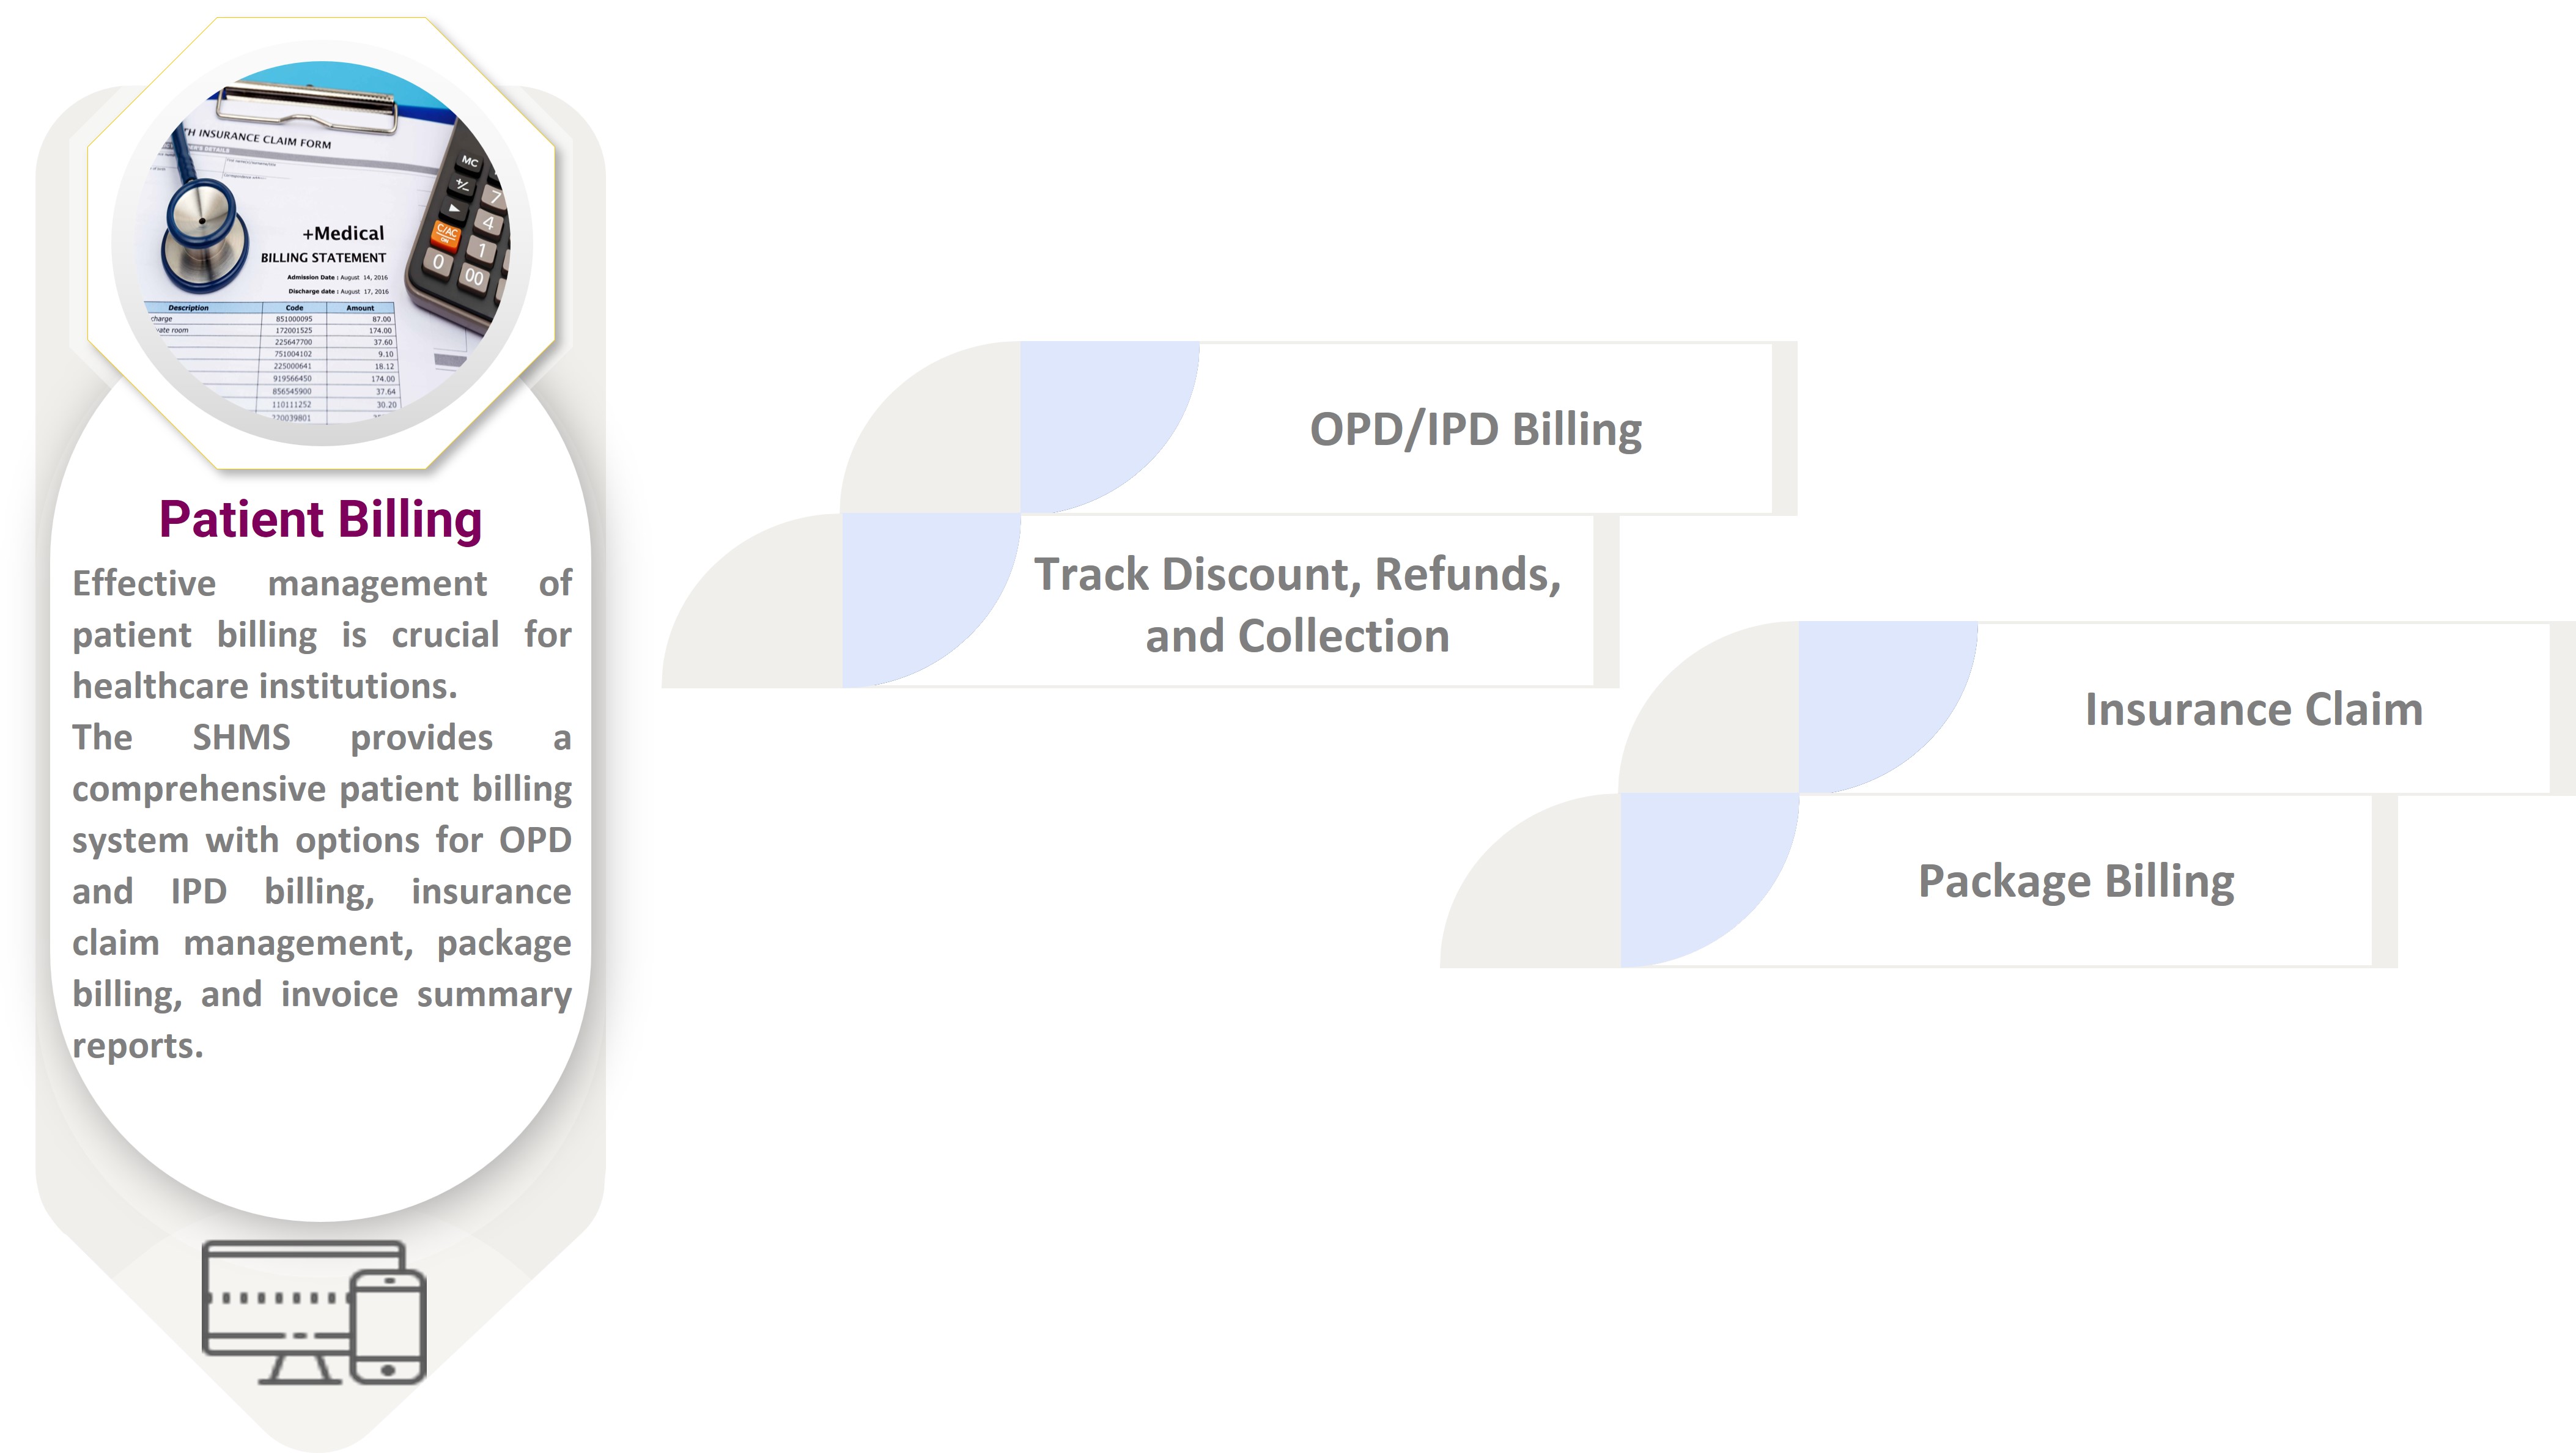 TH INSURANCE CLAIM FORM
+Medical
BILLING STATEMENT
Admission Date : August 14, 2016
Discharge date : August 17, 2016
Description Code Amount
charge 851000095 87.00
room 172001525 174.00
225647700 37.60
751004102 9.10
225000641 18.12
919566450 174.00
856545900 37.64
110111252 30.20
MC
+/-
7
4
C/AC
ON
1
0
00
Patient Billing
Effective management of
patient billing is crucial for
healthcare institutions.
The SHMS provides a
comprehensive patient billing
system with options for OPD
and IPD billing, insurance
claim management, package
billing, and invoice summary
reports.
OPD/IPD Billing
Track Discount, Refunds,
and Collection
Insurance Claim
Package Billing